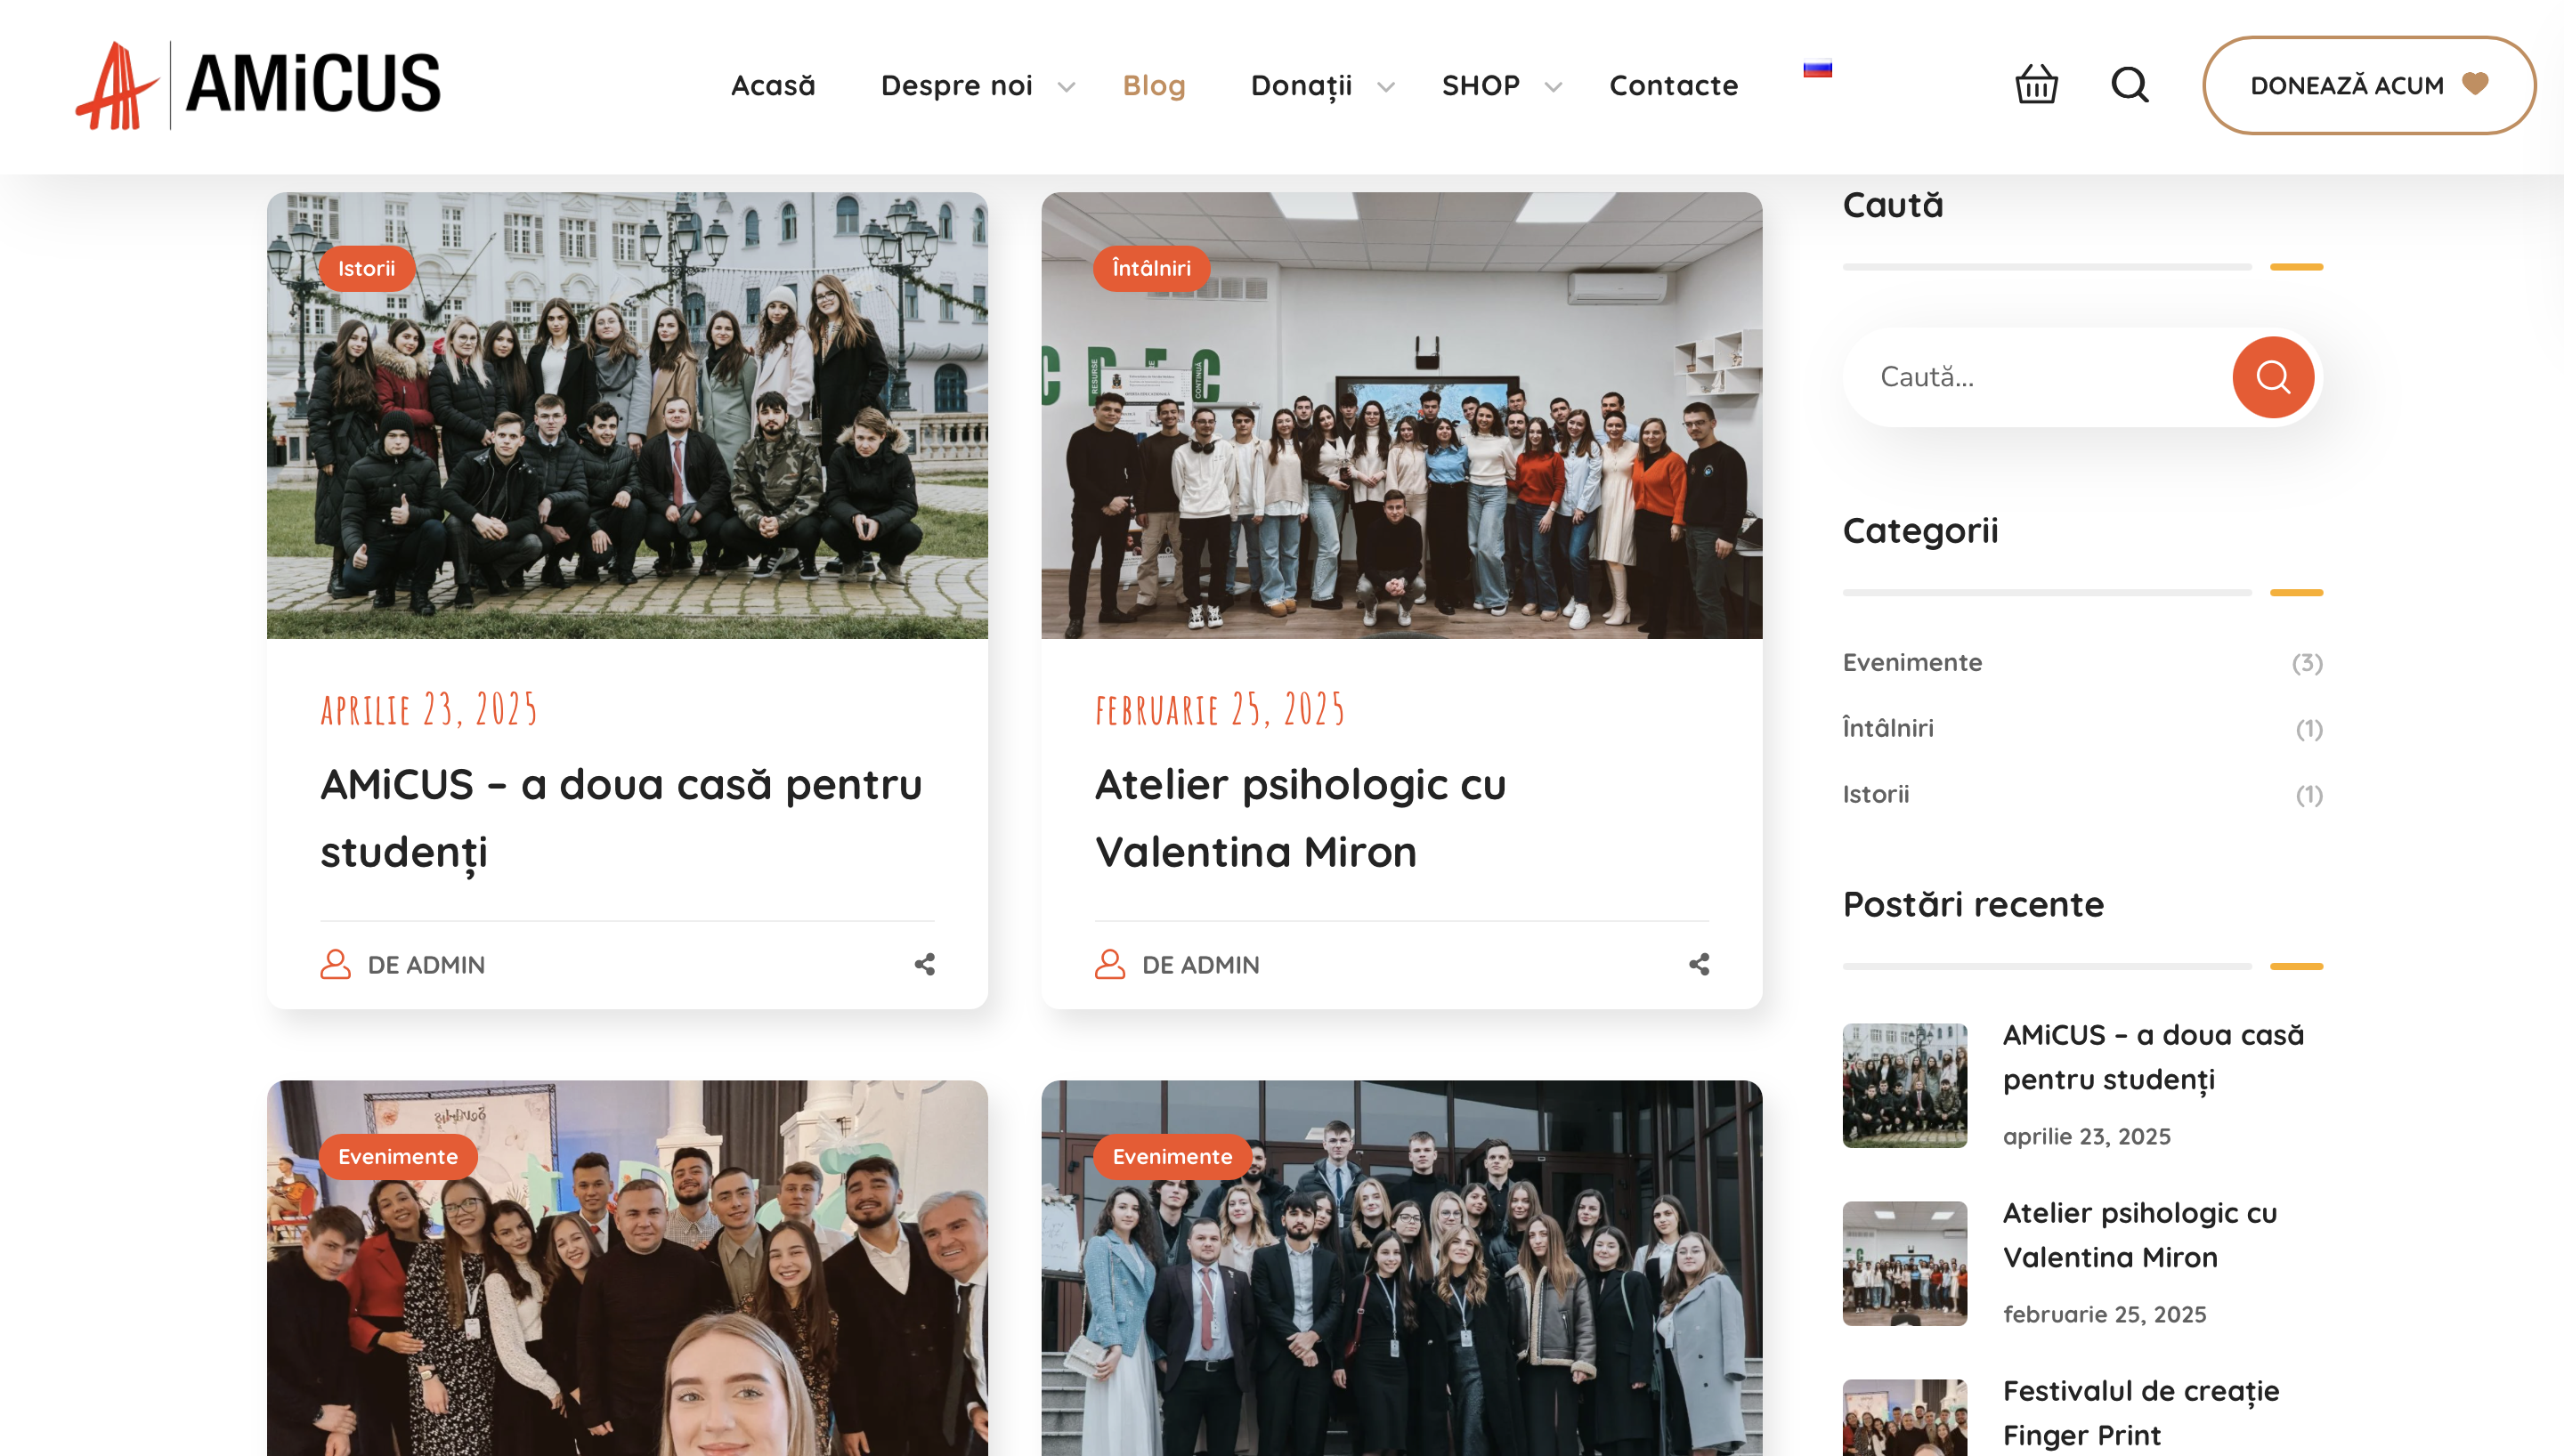 AMiCUS
Acasă
Despre noi
Blog
Donații
SHOP
Contacte
DONEAZĂ ACUM
Istorii
aprilie 23, 2025
AMiCUS – a doua casă pentru
studenți
DE ADMIN
Întâlniri
RESURSE
CONTINUĂ
februarie 25, 2025
Atelier psihologic cu
Valentina Miron
DE ADMIN
Evenimente
Evenimente
Caută
Caută...
Categorii
Evenimente (3)
Întâlniri (1)
Istorii (1)
Postări recente
AMiCUS – a doua casă
pentru studenți
aprilie 23, 2025
Atelier psihologic cu
Valentina Miron
februarie 25, 2025
Festivalul de creație
Finger Print